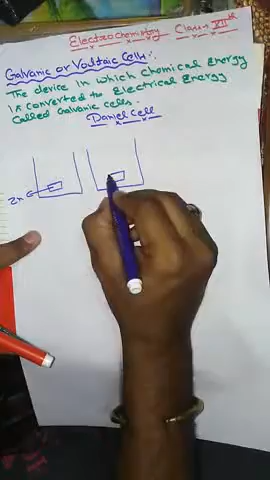 Electrochemistry Class + XIIth
Galvanic or Voltaic Cells:-
The device in which chemical Energy
is converted to Electrical Energy
called Galvanic cells.
Daniel Cell
Zn